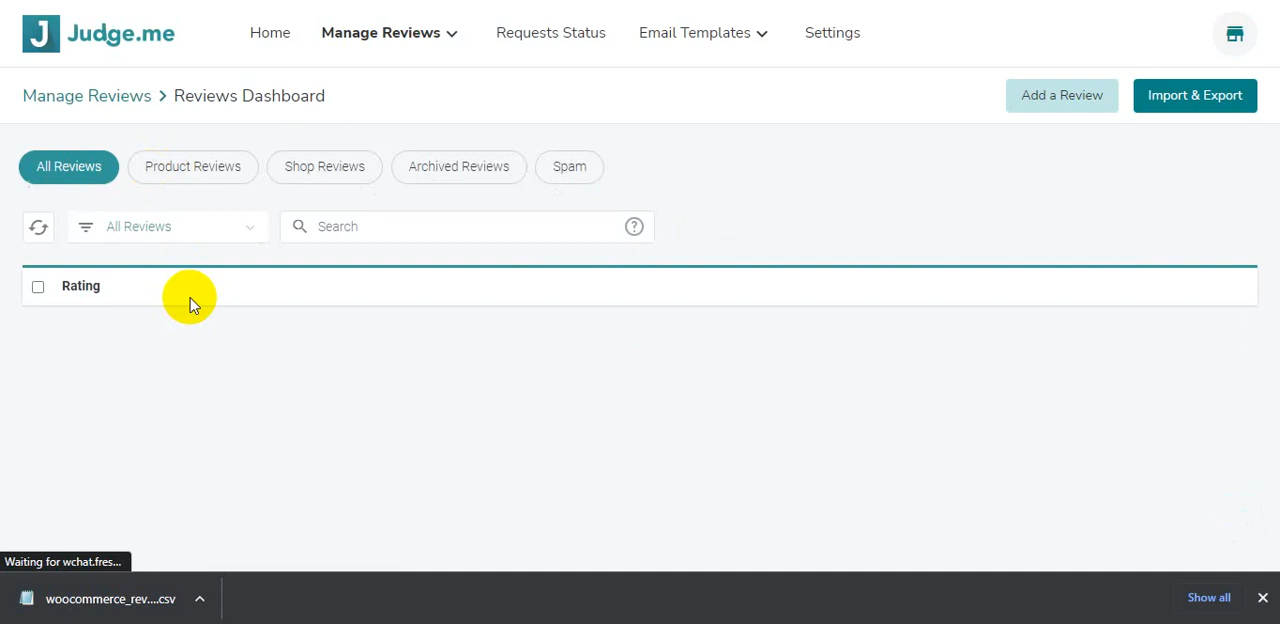 Judge.me
Home Manage Reviews Requests Status Email Templates Settings
Manage Reviews Reviews Dashboard
Add a Review Import & Export
All Reviews Product Reviews Shop Reviews Archived Reviews Spam
All Reviews Search ?
Rating
Waiting for wchat.fres...
woocommerce_rev....csv Show all